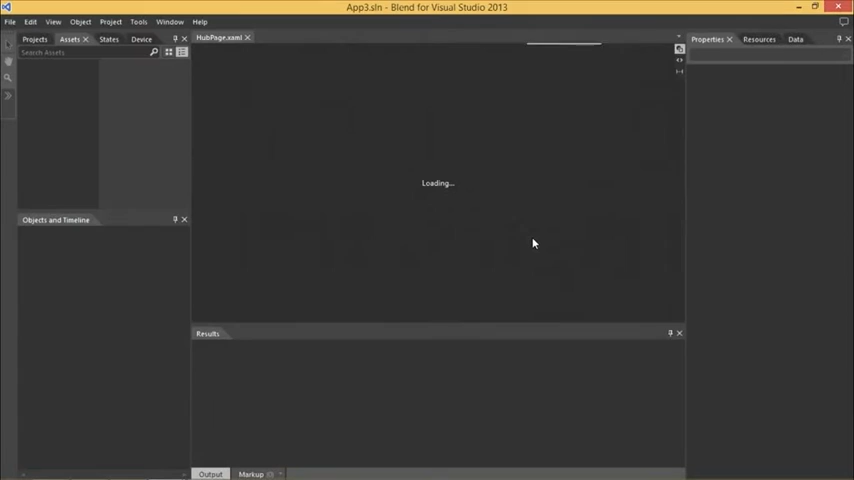 App3.sln - Blend for Visual Studio 2013
File Edit View Object Project Tools Window Help
Projects Assets States Device
HubPage.xaml
Properties Resources Data
Search Assets
Loading...
Objects and Timeline
Results
Output Markup